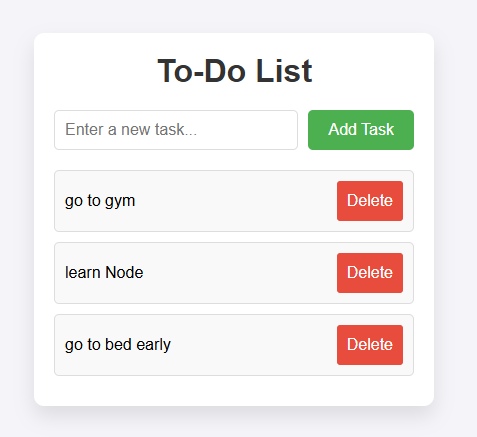 To-Do List
Enter a new task...
Add Task
go to gym
Delete
learn Node
Delete
go to bed early
Delete